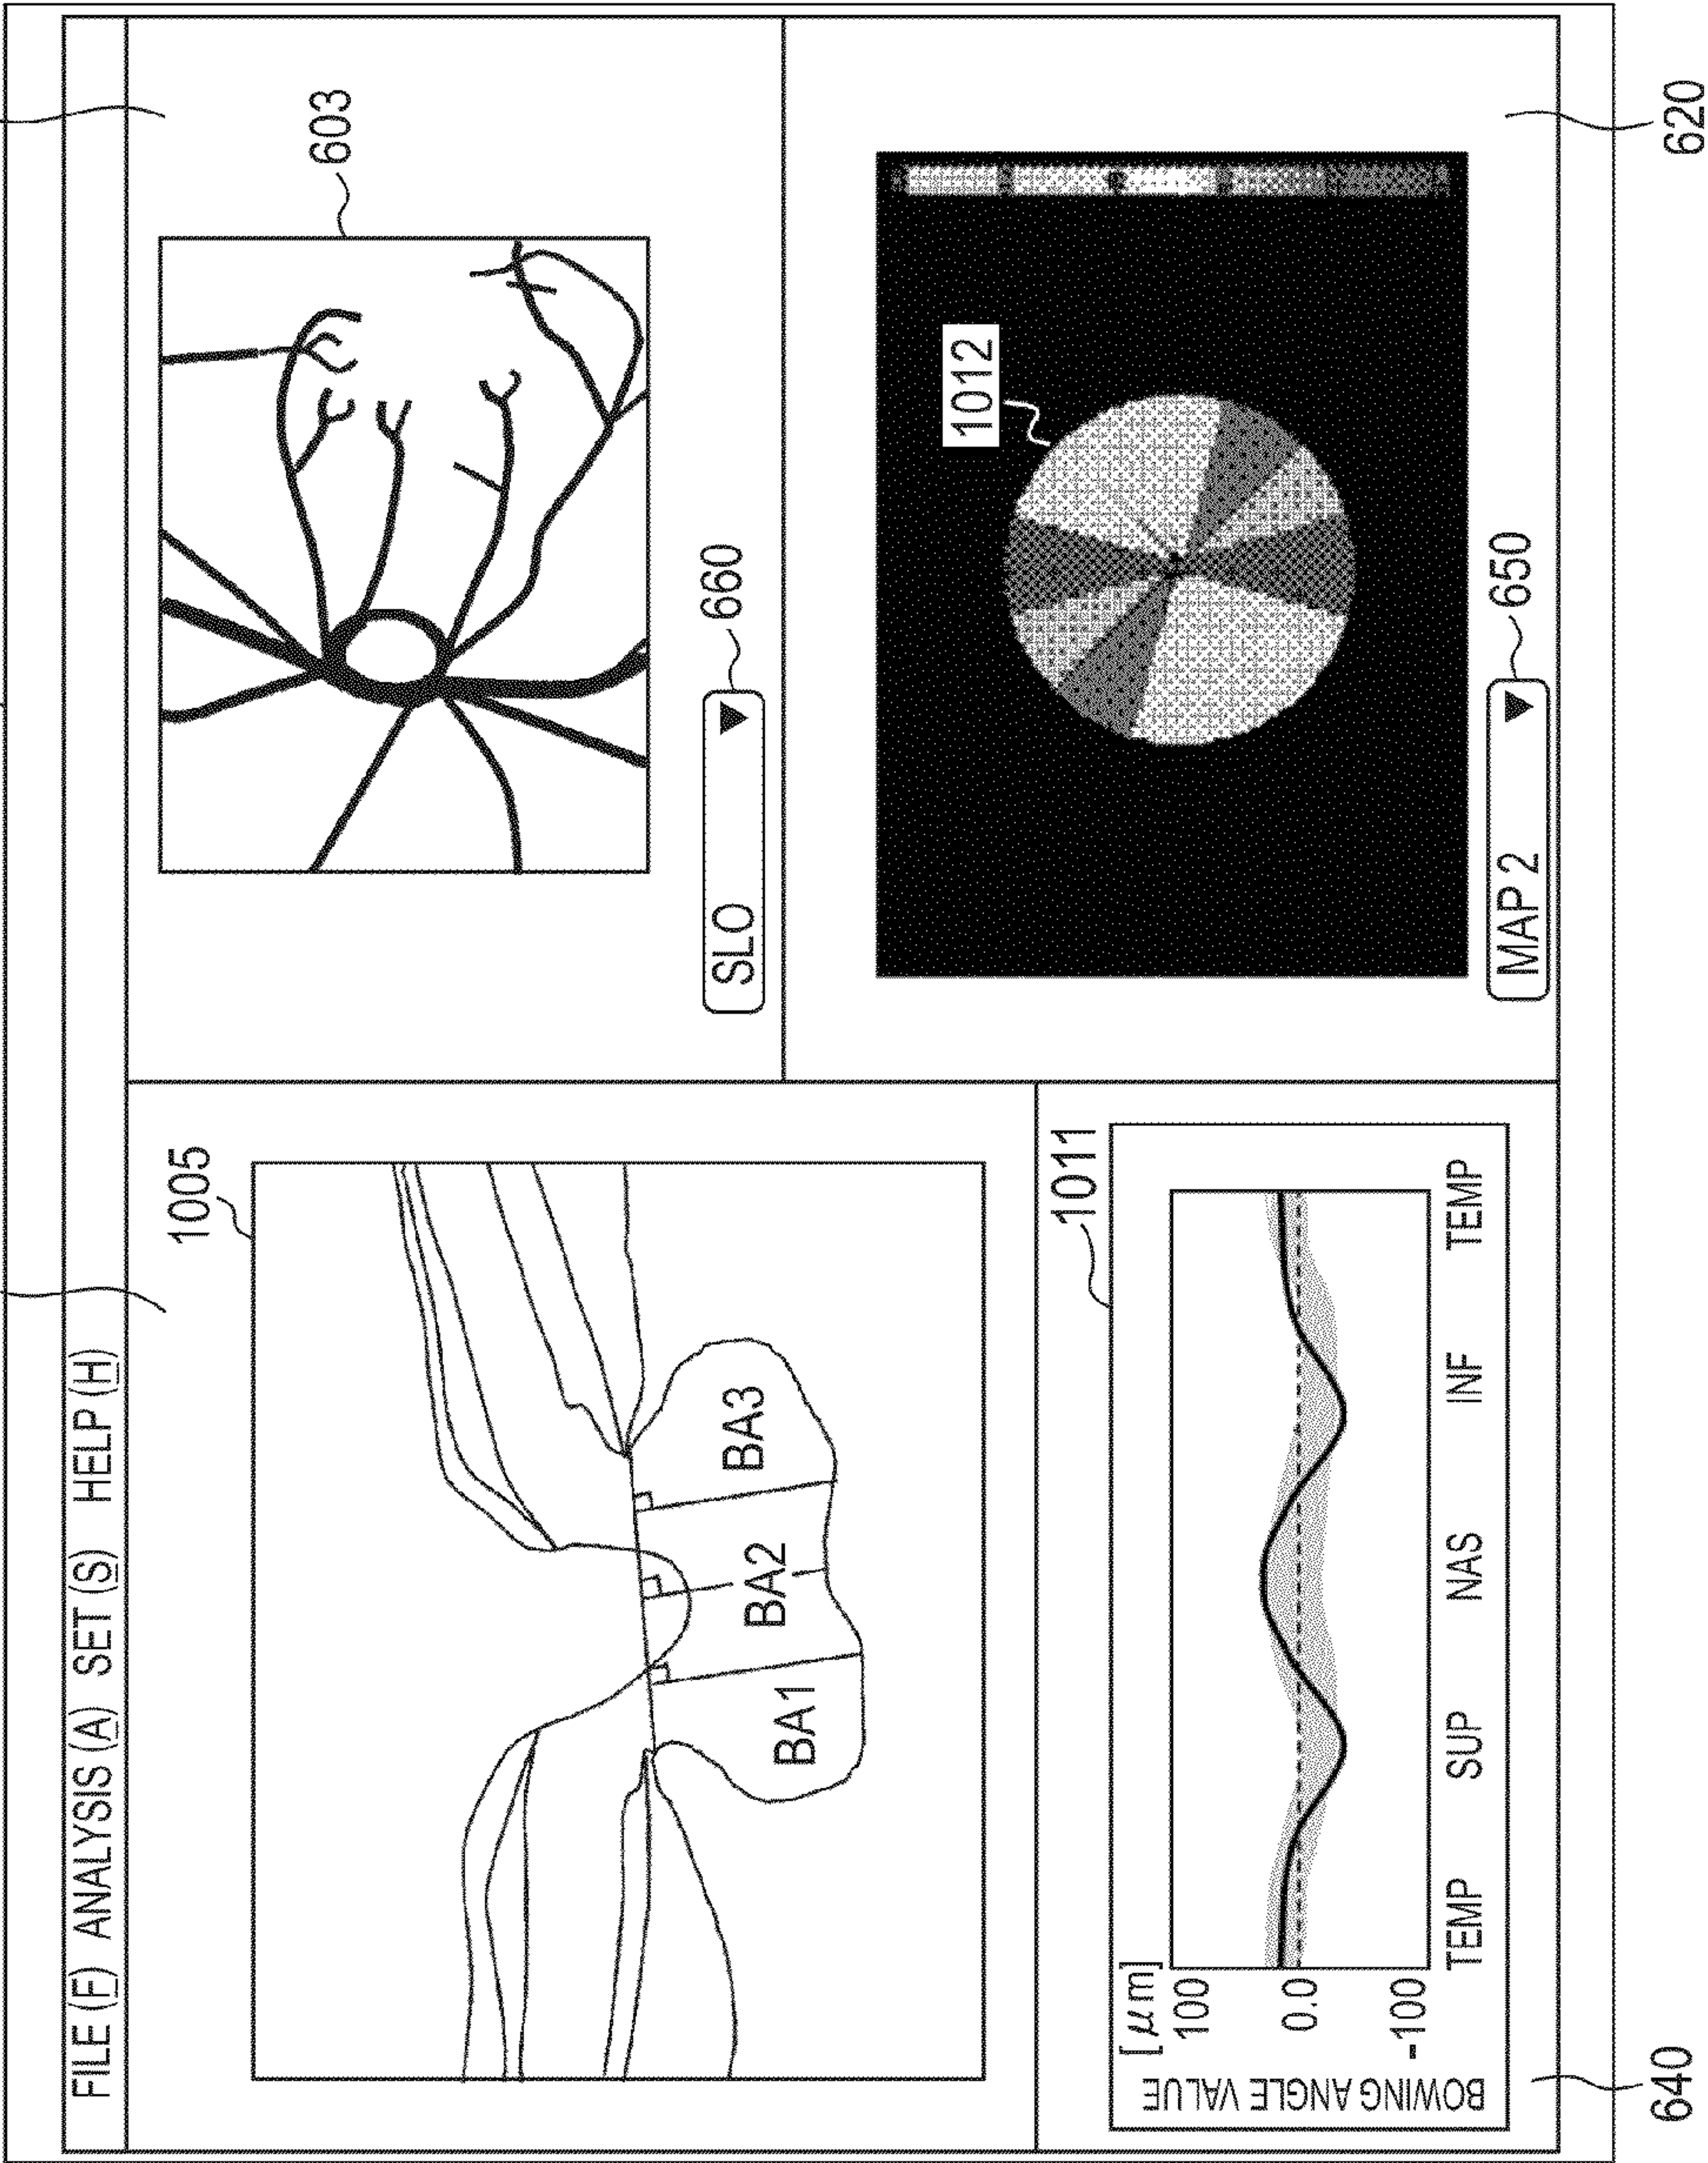 FILE (F) ANALYSIS (A) SET (S) HELP (H)
1005
BA1
BA2
BA3
603
SLO ▼
660
1011
[μm]
100
0.0
-100
BOWING ANGLE VALUE
TEMP SUP NAS INF TEMP
640
1012
MAP 2 ▼
650
620